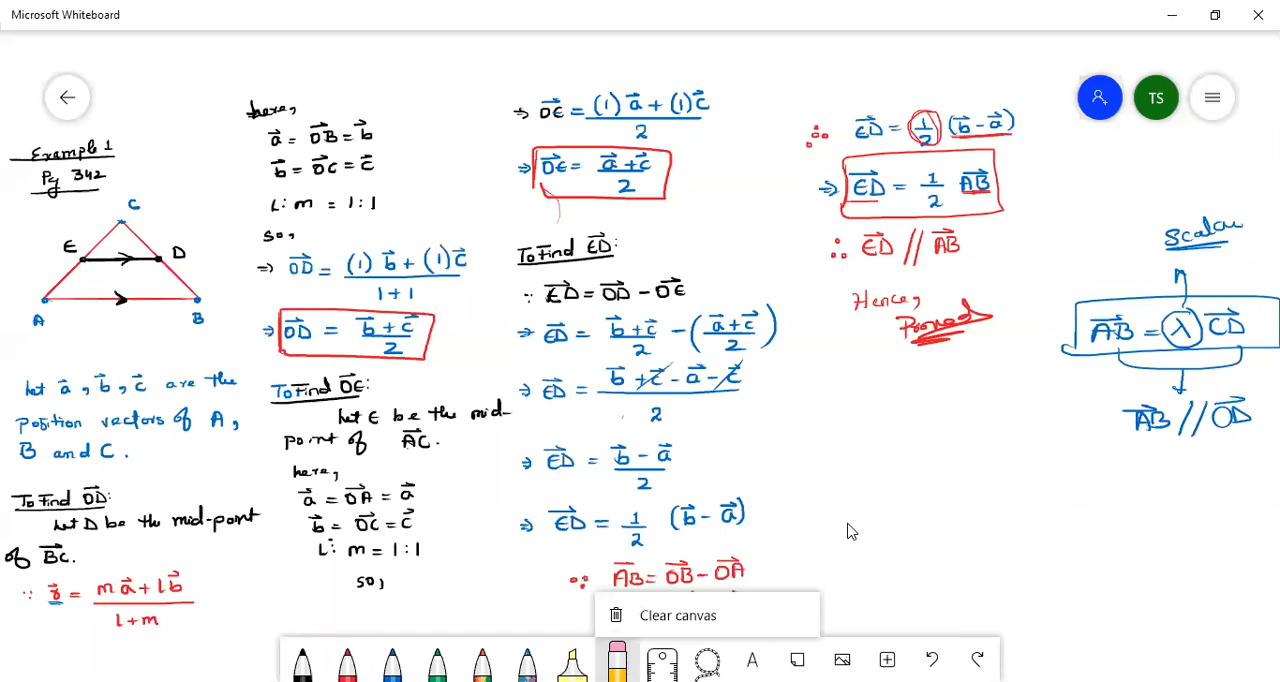 Microsoft Whiteboard
TS
Example 1
Pg 342
C
E D
A B
Let a⃗, b⃗, c⃗ are the
position vectors of A,
B and C.
To Find OD⃗:
Let D be the mid-point
of BC⃗.
∵ r⃗ = (m a⃗ + l b⃗) / (l + m)
here,
a⃗ = OB⃗ = b⃗
b⃗ = OC⃗ = c⃗
L : m = 1 : 1
so,
⇒ OD⃗ = ((1) b⃗ + (1) c⃗) / (1 + 1)
⇒ OD⃗ = (b⃗ + c⃗) / 2
To Find OE⃗:
Let E be the mid-
point of AC⃗.
here,
a⃗ = OA⃗ = a⃗
b⃗ = OC⃗ = c⃗
L : m = 1 : 1
so,
⇒ OE⃗ = ((1) a⃗ + (1) c⃗) / 2
⇒ OE⃗ = (a⃗ + c⃗) / 2
To Find ED⃗:
∵ ED⃗ = OD⃗ - OE⃗
⇒ ED⃗ = (b⃗ + c⃗) / 2 - ((a⃗ + c⃗) / 2)
⇒ ED⃗ = (b⃗ + c⃗ - a⃗ - c⃗) / 2
⇒ ED⃗ = (b⃗ - a⃗) / 2
⇒ ED⃗ = 1/2 (b⃗ - a⃗)
∵ AB⃗ = OB⃗ - OA⃗
∴ ED⃗ = 1/2 (b⃗ - a⃗)
⇒ ED⃗ = 1/2 AB⃗
∴ ED⃗ // AB⃗
Hence,
Proved
Scalar
AB⃗ = λ CD⃗
AB⃗ // CD⃗
Clear canvas
A